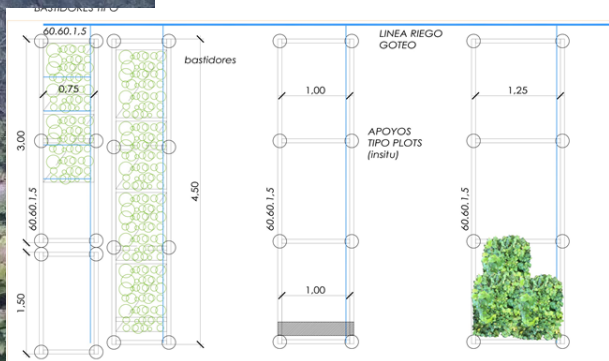 BASTIDORES TIPO
60.60.1,5
0,75
3,00
60.60.1,5
1,50
bastidores
4,50
LINEA RIEGO
GOTEO
1,00
APOYOS
TIPO PLOTS
(insitu)
60.60.1,5
1,00
1,25
60.60.1,5